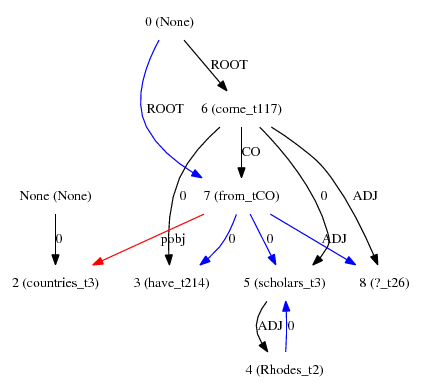 0 (None)
ROOT
ROOT
6 (come_t117)
CO
None (None)
0
7 (from_tCO)
0
ADJ
0
pobj
0
0
ADJ
2 (countries_t3)
3 (have_t214)
5 (scholars_t3)
8 (?_t26)
ADJ
0
4 (Rhodes_t2)